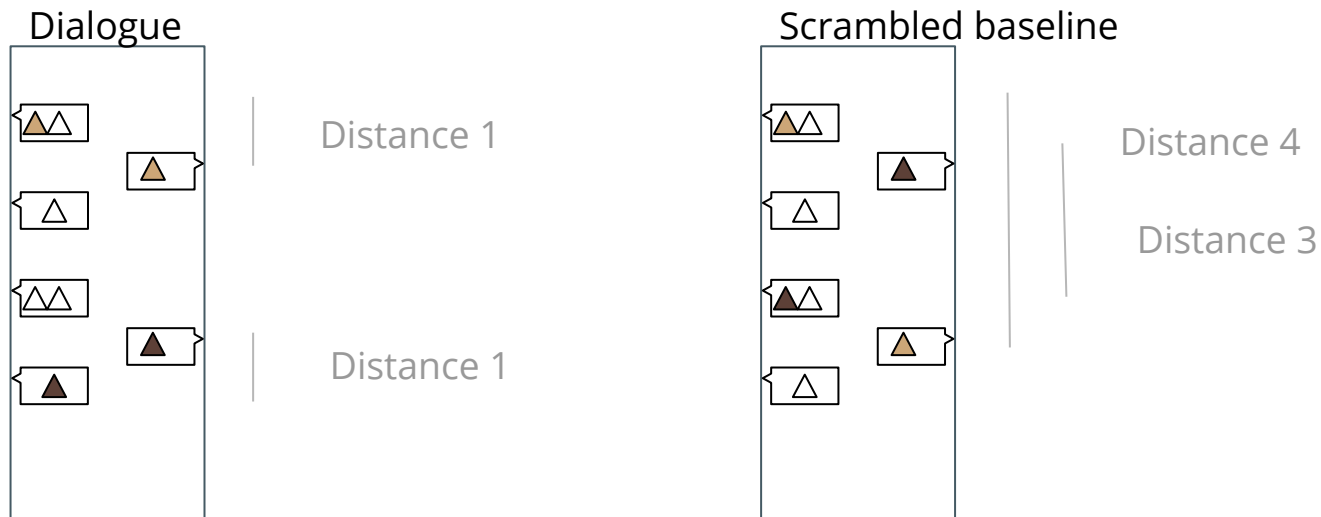 Dialogue
Distance 1
Distance 1
Scrambled baseline
Distance 4
Distance 3